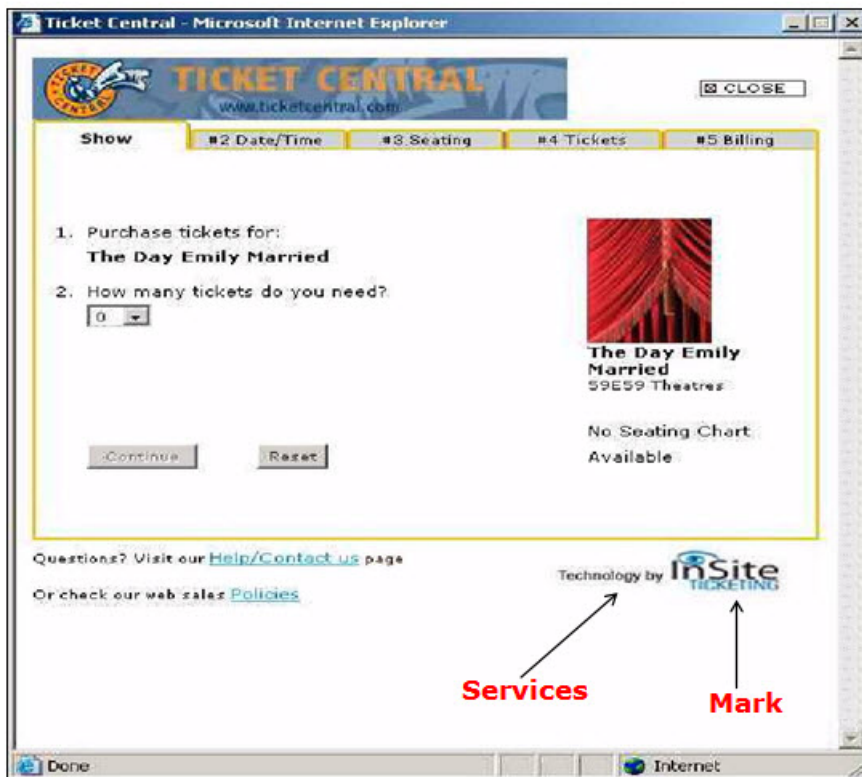 Ticket Central - Microsoft Internet Explorer
TICKET CENTRAL
TICKET CENTRAL
www.ticketcentral.com
CLOSE
Show #2 Date/Time #3 Seating #4 Tickets #5 Billing
1. Purchase tickets for:
The Day Emily Married
2. How many tickets do you need?
0
The Day Emily
Married
59E59 Theatres
No Seating Chart
Available
Continue Reset
Questions? Visit our Help/Contact us page
Technology by InSite
TICKETING
Or check our web sales Policies
Services
Mark
Done Internet